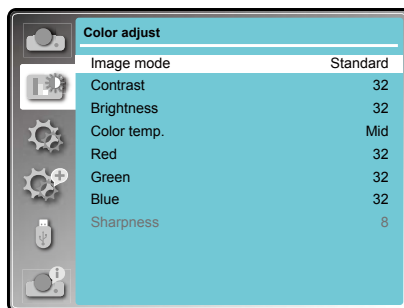 Color adjust
Image mode Standard
Contrast 32
Brightness 32
Color temp. Mid
Red 32
Green 32
Blue 32
Sharpness 8